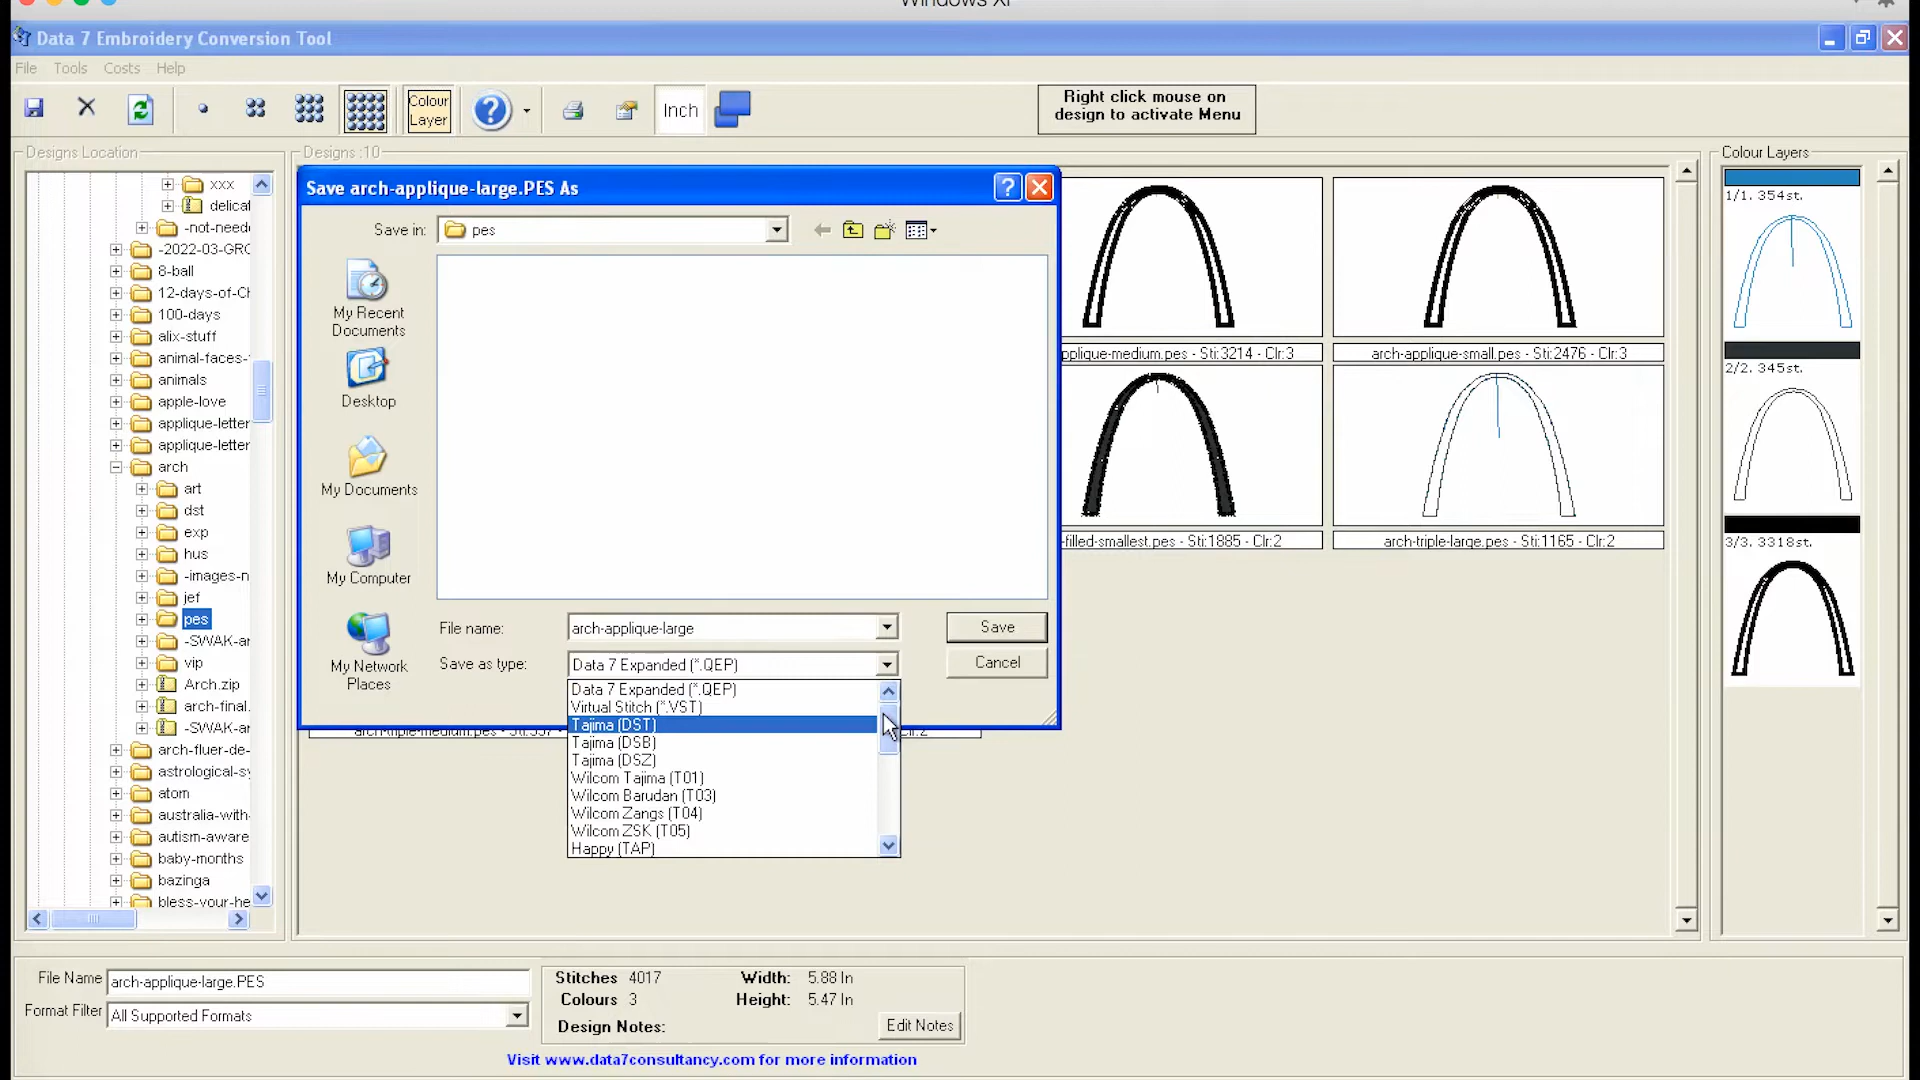 Windows XP
Data 7 Embroidery Conversion Tool
File Tools Costs Help
Colour
Layer
Inch
Right click mouse on
design to activate Menu
Designs Location
Designs :10
Colour Layers
xxx
delicat
-not-neede
-2022-03-GRO
8-ball
12-days-of-Cl
100-days
alix-stuff
animal-faces-
animals
apple-love
applique-letter
applique-letter
arch
art
dst
exp
hus
-images-n
jef
pes
-SWAK-ar
vip
Arch.zip
arch-final.
-SWAK-ar
arch-fluer-de-
astrological-sy
atom
australia-with-
autism-aware
baby-months
bazinga
bless-your-he
Save arch-applique-large.PES As
Save in: pes
My Recent
Documents
Desktop
My Documents
My Computer
My Network
Places
File name: arch-applique-large
Save
Save as type: Data 7 Expanded (*.QEP)
Cancel
Data 7 Expanded (*.QEP)
Virtual Stitch (*.VST)
Tajima (DST)
Tajima (DSB)
Tajima (DSZ)
Wilcom Tajima (T01)
Wilcom Barudan (T03)
Wilcom Zangs (T04)
Wilcom ZSK (T05)
Happy (TAP)
pplique-medium.pes - Sti:3214 - Clr:3
arch-applique-small.pes - Sti:2476 - Clr:3
-filled-smallest.pes - Sti:1885 - Clr:2
arch-triple-large.pes - Sti:1165 - Clr:2
1/1. 354st.
2/2. 345st.
3/3. 3318st.
File Name arch-applique-large.PES
Format Filter All Supported Formats
Stitches 4017 Width: 5.88 In
Colours 3 Height: 5.47 In
Design Notes:
Edit Notes
Visit www.data7consultancy.com for more information